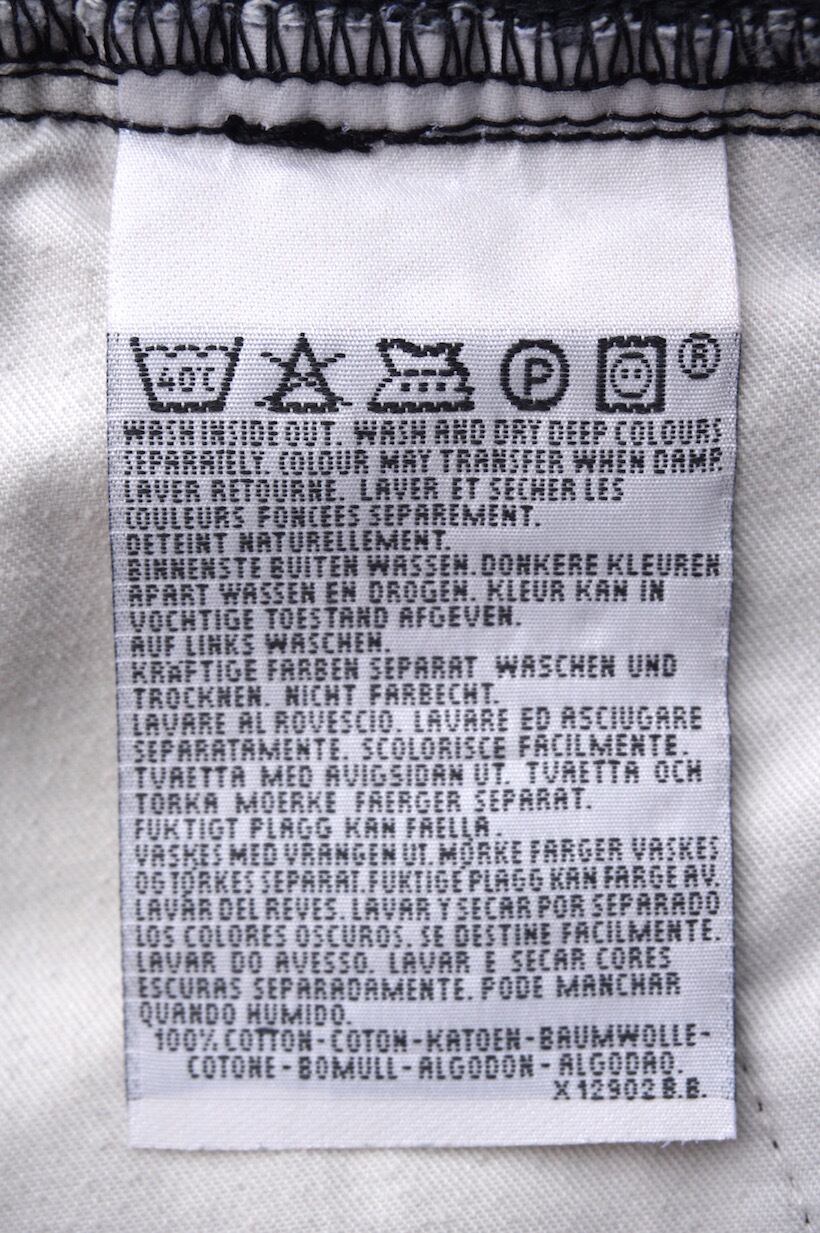 40°C P ®
WASH INSIDE OUT. WASH AND DRY DEEP COLOURS
SEPARATELY. COLOUR MAY TRANSFER WHEN DAMP.
LAVER RETOURNE. LAVER ET SECHER LES
COULEURS FONCEES SEPAREMENT.
DETEINT NATURELLEMENT.
BINNENSTE BUITEN WASSEN. DONKERE KLEUREN
APART WASSEN EN DROGEN. KLEUR KAN IN
VOCHTIGE TOESTAND AFGEVEN.
AUF LINKS WASCHEN.
KRÄFTIGE FARBEN SEPARAT WASCHEN UND
TROCKNEN. NICHT FARBECHT.
LAVARE AL ROVESCIO. LAVARE ED ASCIUGARE
SEPARATAMENTE. SCOLORISCE FACILMENTE.
TVAETTA MED AVIGSIDAN UT. TVAETTA OCH
TORKA MOERKE FAERGER SEPARAT.
FUKTIGT PLAGG KAN FAELLA.
VASKES MED VRANGEN UT. MØRKE FARGER VASKES
OG TØRKES SEPARAT. FUKTIGE PLAGG KAN FARGE AV.
LAVAR DEL REVES. LAVAR Y SECAR POR SEPARADO
LOS COLORES OSCUROS. SE DESTINE FACILMENTE.
LAVAR DO AVESSO. LAVAR E SECAR CORES
ESCURAS SEPARADAMENTE. PODE MANCHAR
QUANDO HUMIDO.
100% COTTON-COTON-KATOEN-BAUMWOLLE-
COTONE-BOMULL-ALGODON-ALGODAO.
X 12902 B.B.